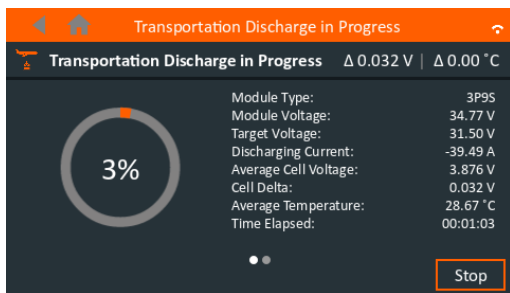 Transportation Discharge in Progress
Transportation Discharge in Progress Δ 0.032 V | Δ 0.00 °C
Module Type: 3P9S
Module Voltage: 34.77 V
Target Voltage: 31.50 V
Discharging Current: -39.49 A
Average Cell Voltage: 3.876 V
Cell Delta: 0.032 V
Average Temperature: 28.67 °C
Time Elapsed: 00:01:03
3%
Stop